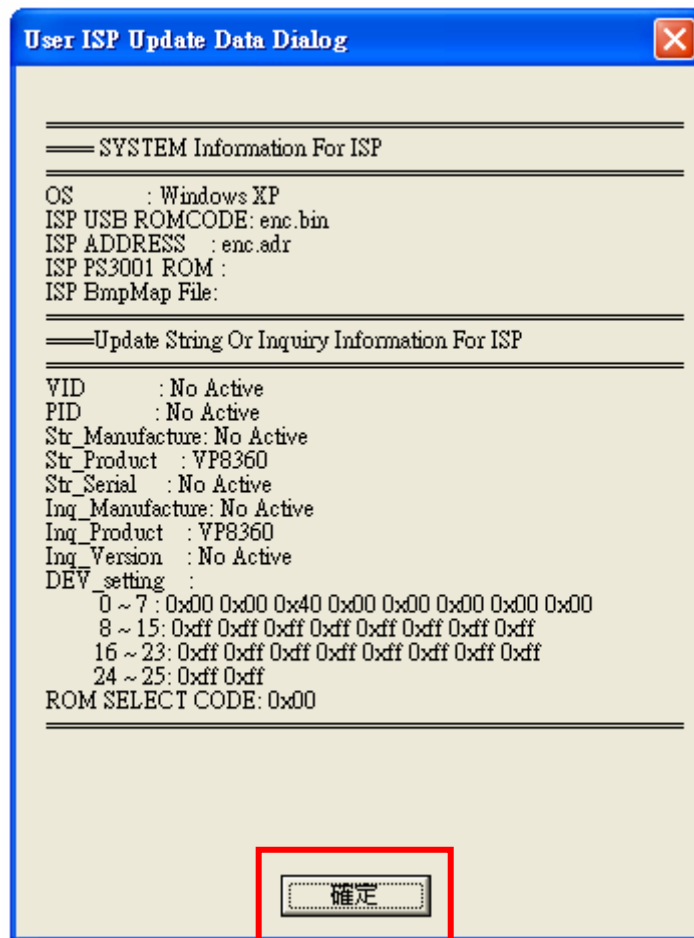 User ISP Update Data Dialog
SYSTEM Information For ISP
OS : Windows XP
ISP USB ROMCODE: enc.bin
ISP ADDRESS : enc.adr
ISP PS3001 ROM :
ISP BmpMap File:
Update String Or Inquiry Information For ISP
VID : No Active
PID : No Active
Str_Manufacture: No Active
Str_Product : VP8360
Str_Serial : No Active
Inq_Manufacture: No Active
Inq_Product : VP8360
Inq_Version : No Active
DEV_setting :
0 ~ 7 : 0x00 0x00 0x40 0x00 0x00 0x00 0x00 0x00
8 ~ 15: 0xff 0xff 0xff 0xff 0xff 0xff 0xff 0xff
16 ~ 23: 0xff 0xff 0xff 0xff 0xff 0xff 0xff 0xff
24 ~ 25: 0xff 0xff
ROM SELECT CODE: 0x00
確定